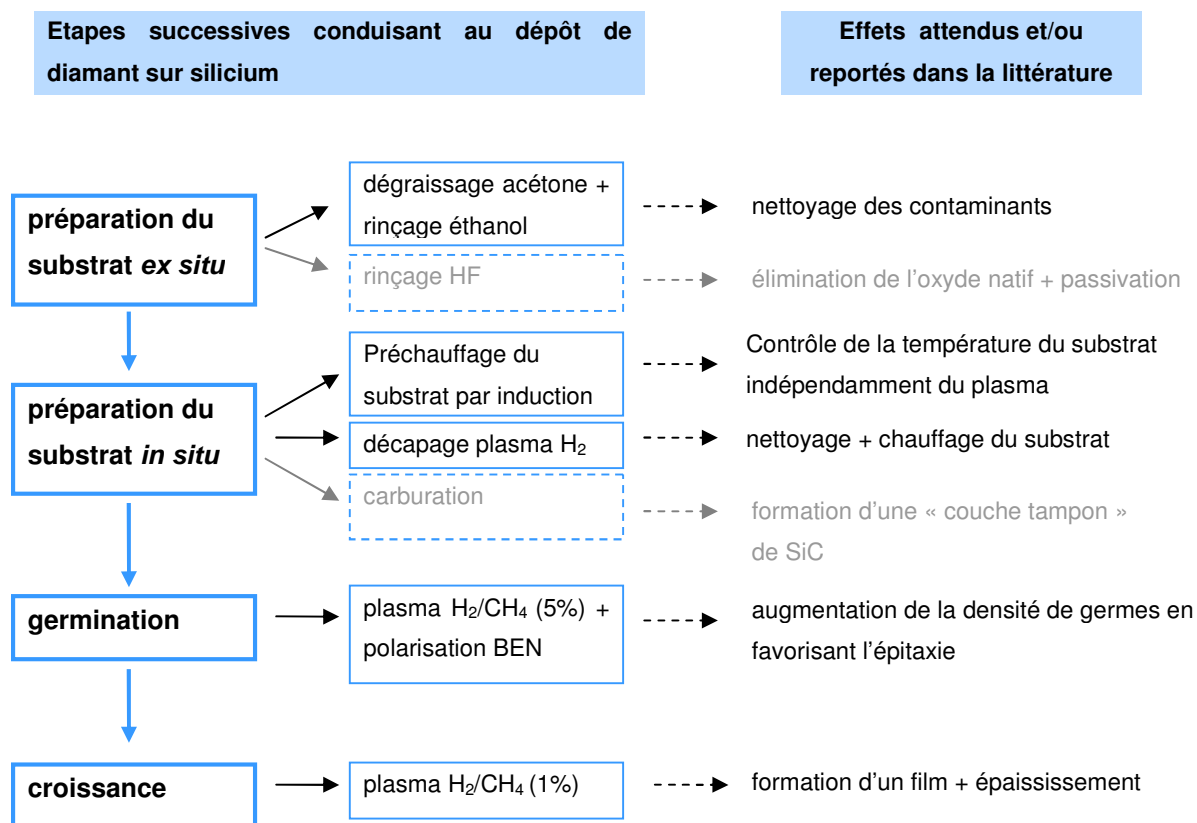 Etapes successives conduisant au dépôt de
diamant sur silicium
Effets attendus et/ou
reportés dans la littérature
préparation du
substrat ex situ
dégraissage acétone +
rinçage éthanol
nettoyage des contaminants
rinçage HF
élimination de l'oxyde natif + passivation
préparation du
substrat in situ
Préchauffage du
substrat par induction
Contrôle de la température du substrat
indépendamment du plasma
décapage plasma H₂
nettoyage + chauffage du substrat
carburation
formation d'une « couche tampon »
de SiC
germination
plasma H₂/CH₄ (5%) +
polarisation BEN
augmentation de la densité de germes en
favorisant l'épitaxie
croissance
plasma H₂/CH₄ (1%)
formation d'un film + épaississement